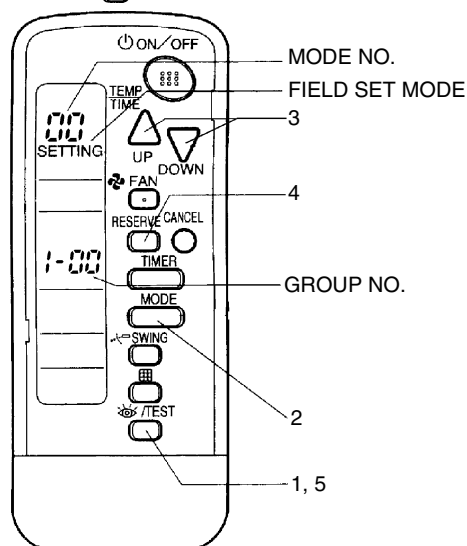 ON/OFF
MODE NO.
TEMP
TIME
FIELD SET MODE
00
3
SETTING
UP
DOWN
FAN
4
RESERVE CANCEL
1-00
TIMER
GROUP NO.
MODE
SWING
2
/TEST
1, 5